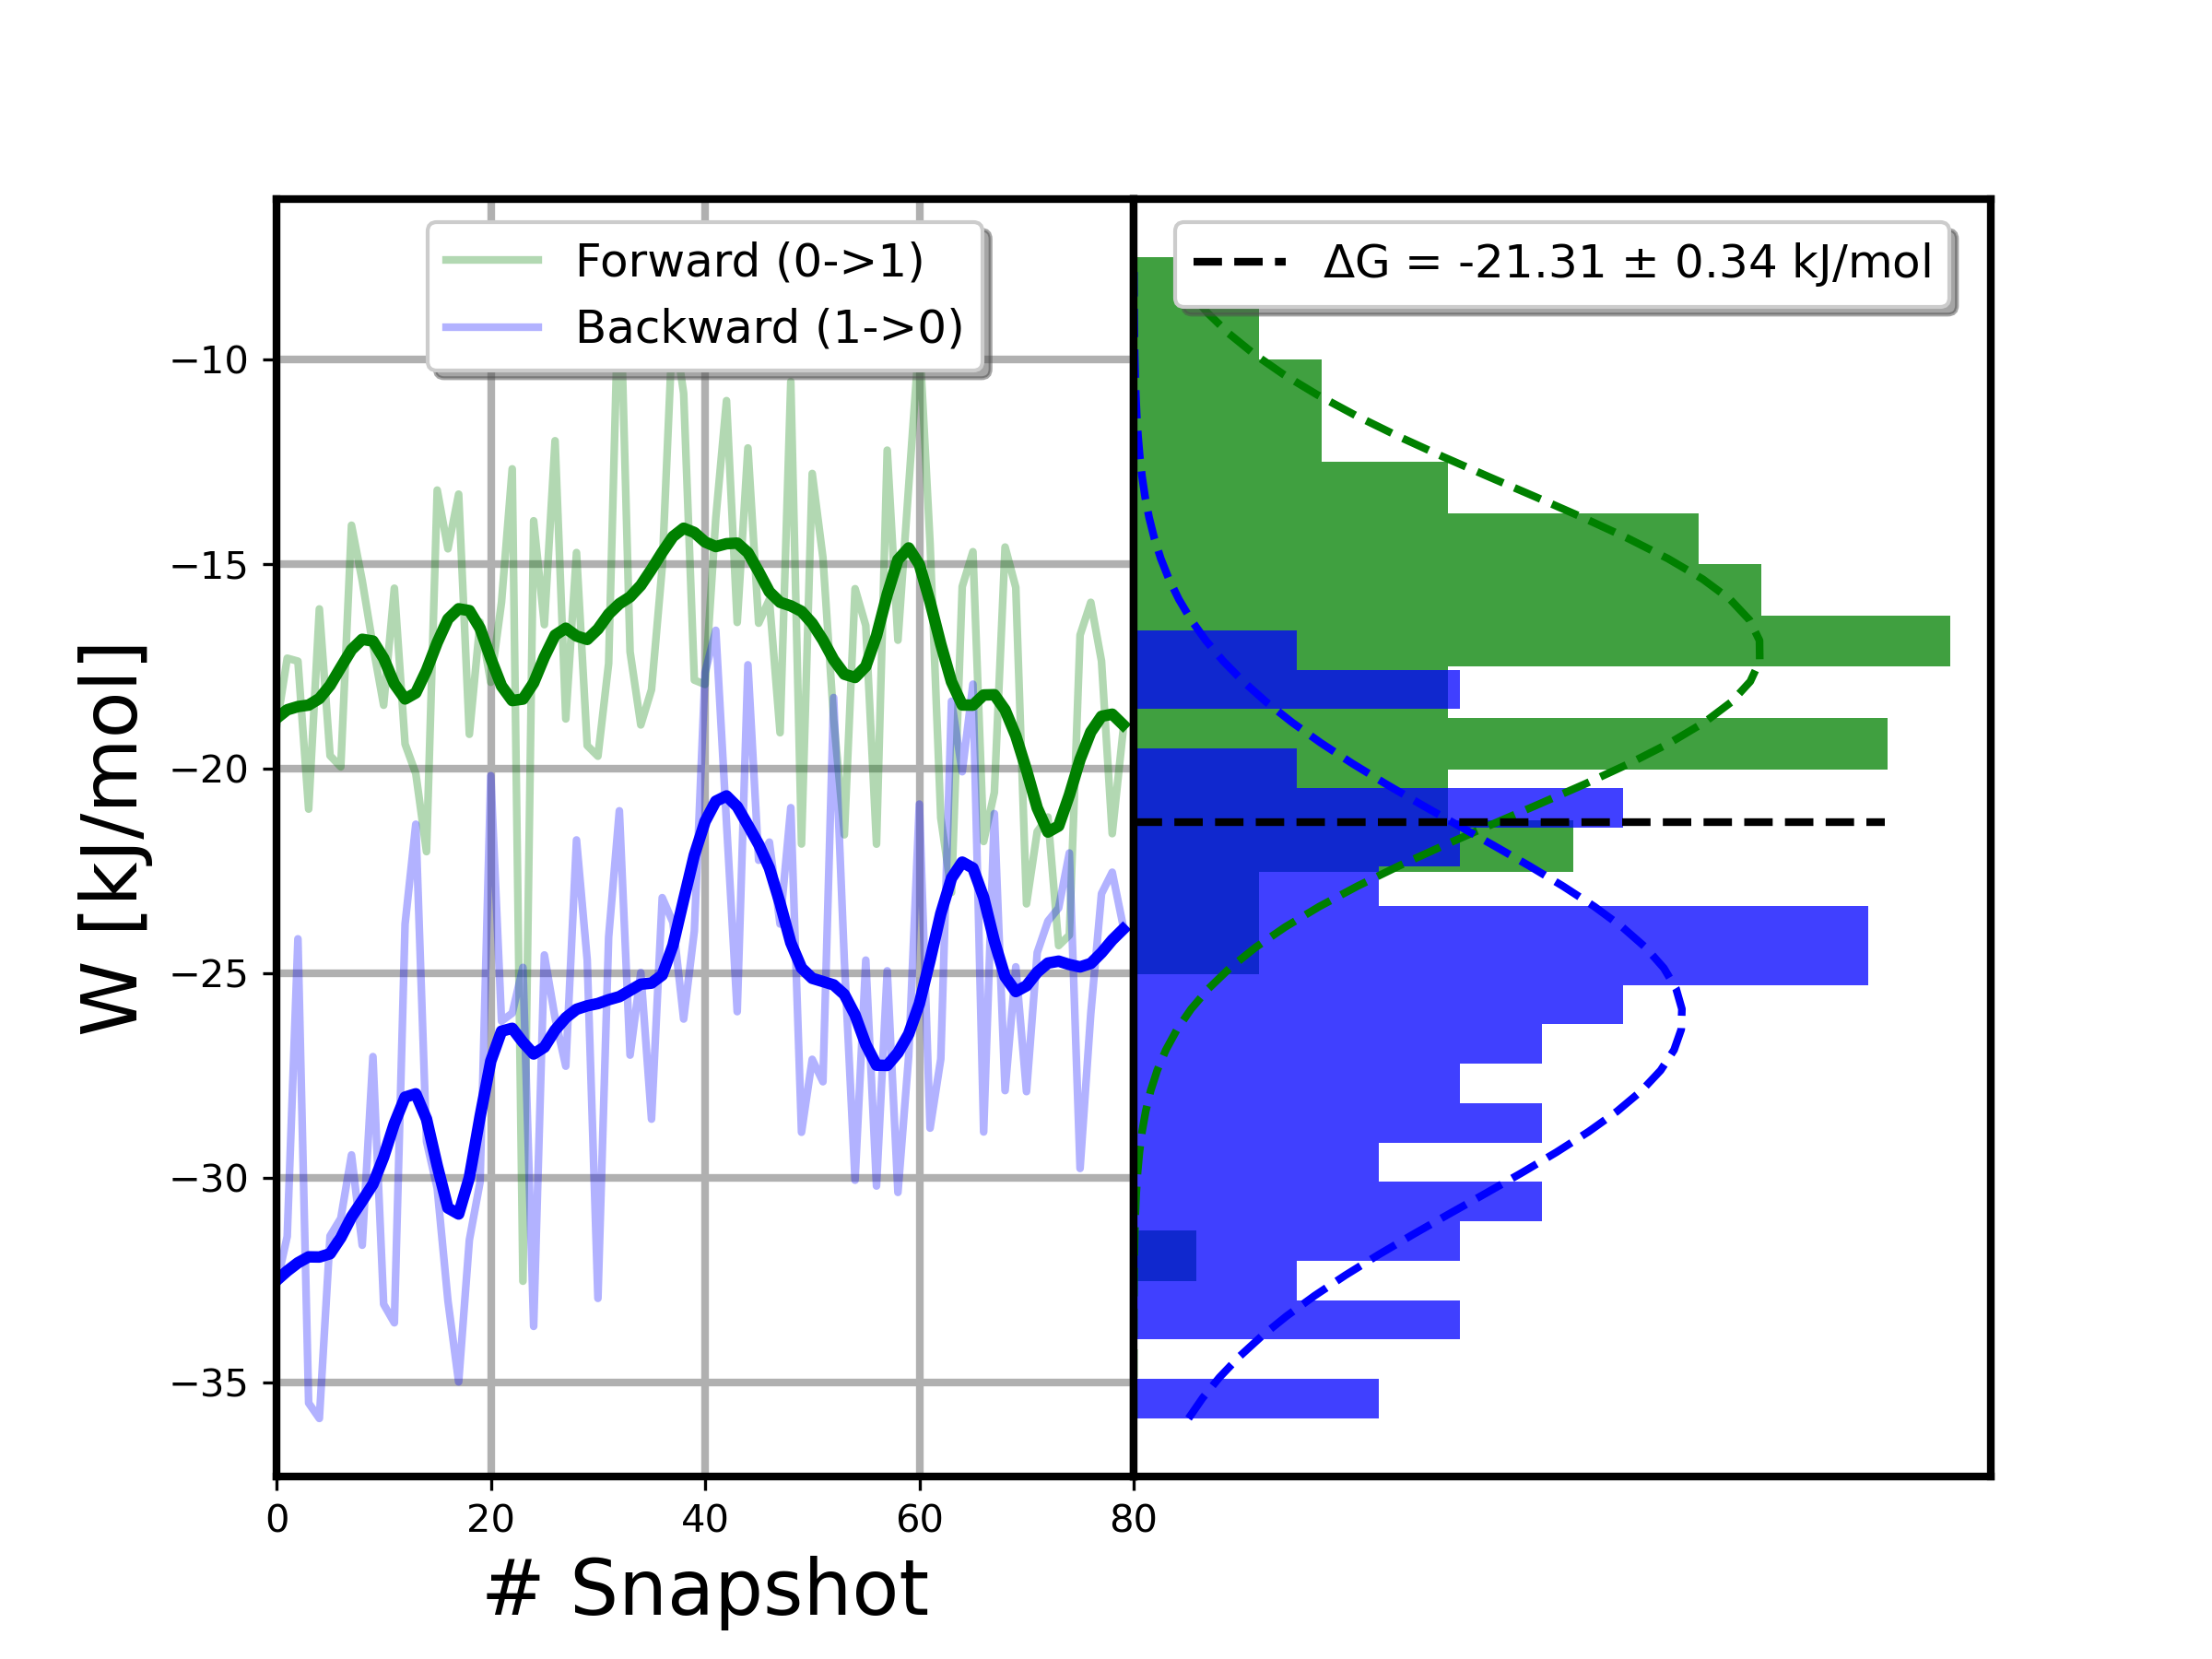 Forward (0->1)
Backward (1->0)
ΔG = -21.31 ± 0.34 kJ/mol
W [kJ/mol]
−10
−15
−20
−25
−30
−35
0 20 40 60 80
# Snapshot